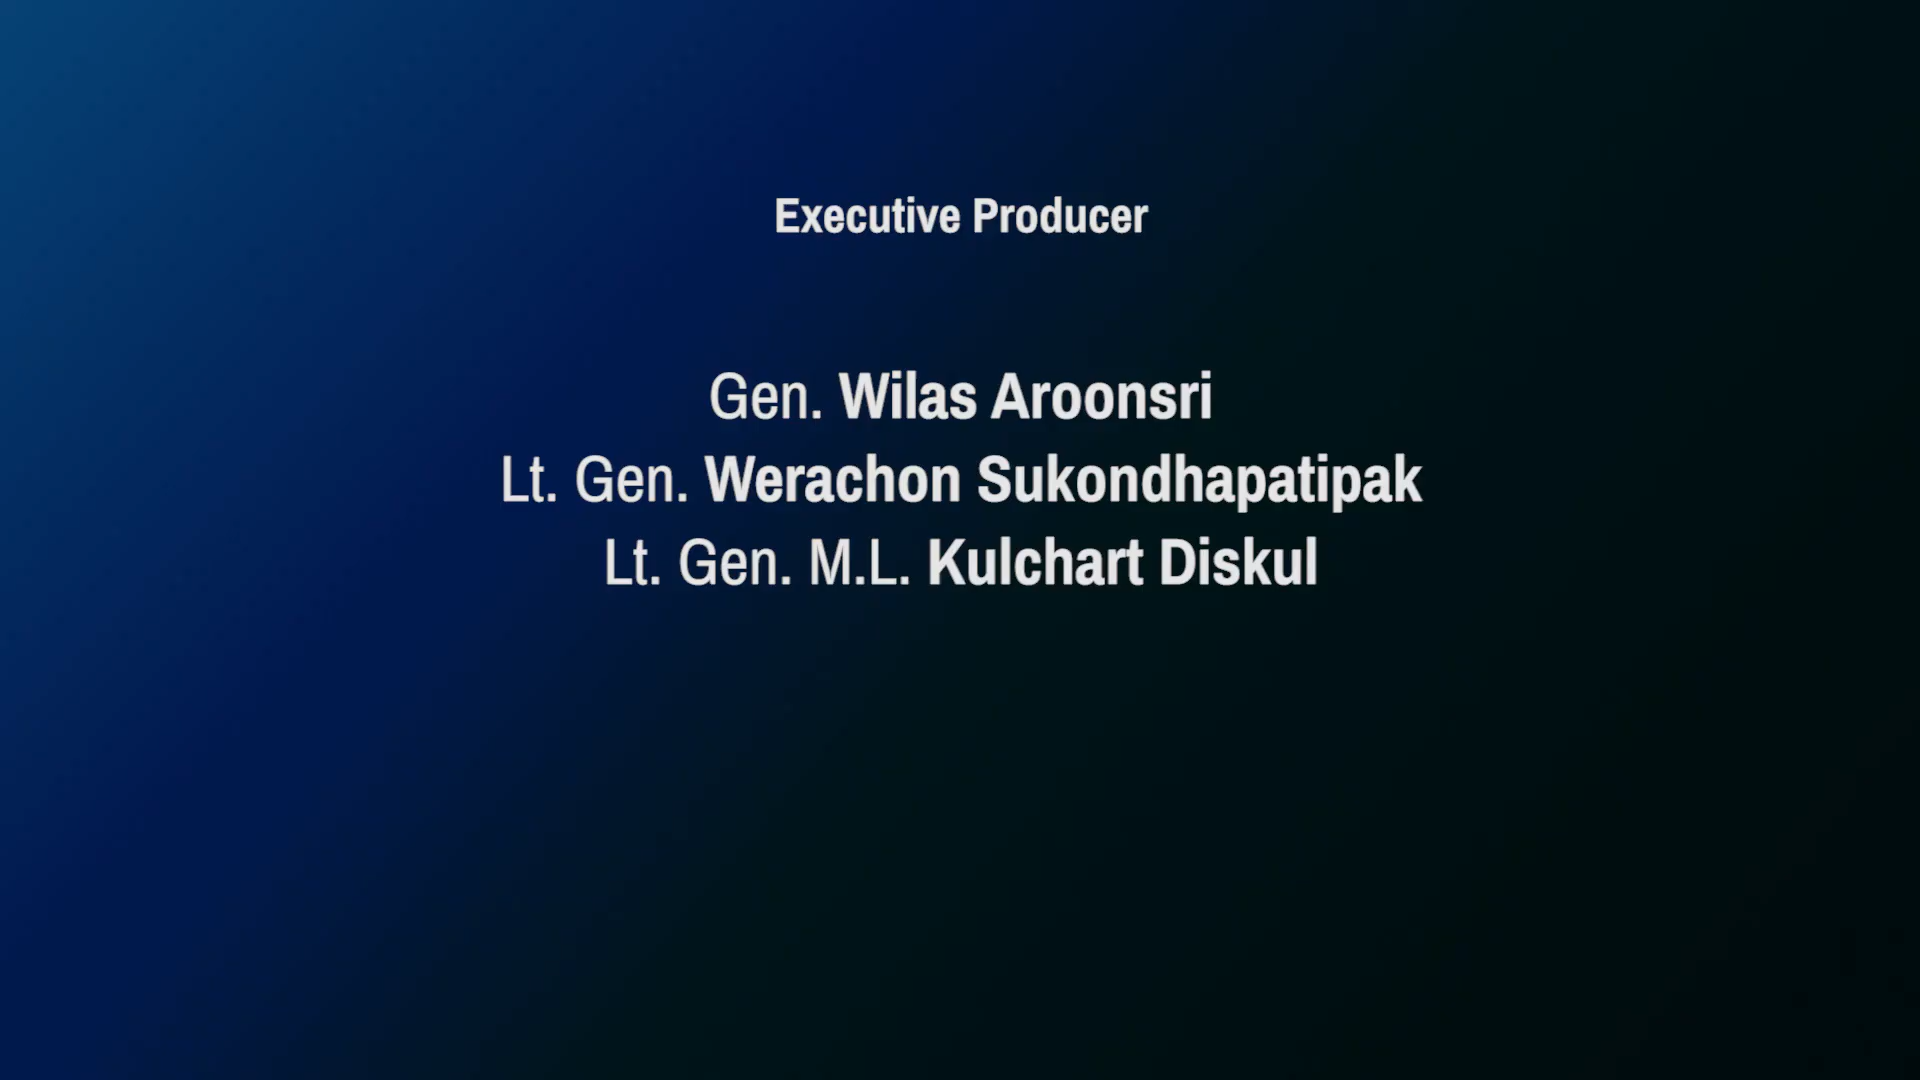 Executive Producer
Gen. Wilas Aroonsri
Lt. Gen. Werachon Sukondhapatipak
Lt. Gen. M.L. Kulchart Diskul